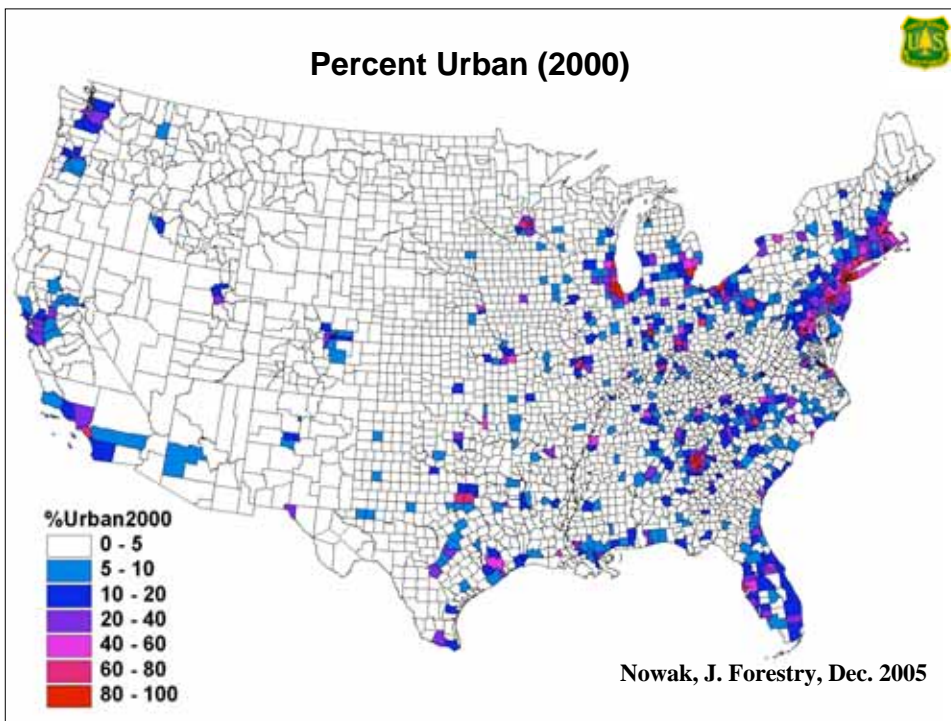 Percent Urban (2000)
US
%Urban2000
0 - 5
5 - 10
10 - 20
20 - 40
40 - 60
60 - 80
80 - 100
Nowak, J. Forestry, Dec. 2005